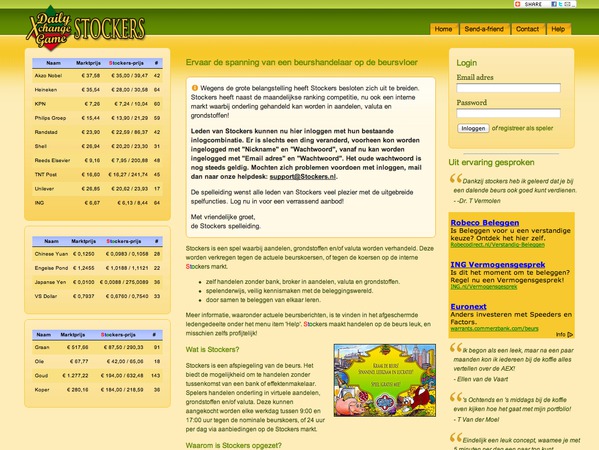 Daily
Xchange
Game
STOCKERS
SHARE
Home
Send-a-friend
Contact
Help
Naam Marktprijs Stockers-prijs #
Akzo Nobel € 37,58 € 35,00 / 39,47 42
Heineken € 35,54 € 28,00 / 30,58 64
KPN € 7,26 € 7,24 / 10,04 60
Philips Groep € 15,44 € 13,90 / 21,29 59
Randstad € 23,90 € 22,59 / 86,37 42
Shell € 26,94 € 21,20 / 23,30 51
Reeds Elsevier € 9,16 € 7,95 / 200,88 48
TNT Post € 16,60 € 16,27 / 241,74 45
Unilever € 26,85 € 20,82 / 23,93 17
ING € 6,87 € 6,13 / 8,44 64
Naam Marktprijs Stockers-prijs #
Chinese Yuan € 0,1250 € 0,0983 / 0,1058 28
Engelse Pond € 1,2455 € 1,0188 / 1,1121 22
Japanse Yen € 0,0100 € 0,0088 / 275,0089 36
VS Dollar € 0,7937 € 0,6760 / 0,7540 33
Naam Marktprijs Stockers-prijs #
Graan € 517,66 € 87,50 / 290,33 91
Olie € 67,77 € 42,00 / 65,06 18
Goud € 1.277,22 € 194,00 / 632,48 143
Koper € 280,16 € 184,00 / 218,59 38
Ervaar de spanning van een beurshandelaar op de beursvloer
Wegens de grote belangstelling heeft Stockers besloten zich uit te breiden.
Stockers heeft naast de maandelijkse ranking competitie, nu ook een interne
markt waarbij onderling gehandeld kan worden in aandelen, valuta en
grondstoffen!
Leden van Stockers kunnen nu hier inloggen met hun bestaande
inlogcombinatie. Er is slechts een ding veranderd, voorheen kon worden
ingelogged met "Nickname" en "Wachtwoord", vanaf nu kan worden
ingelogged met "Email adres" en "Wachtwoord". Het oude wachtwoord is
nog steeds geldig. Mochten zich problemen voordoen met inloggen, mail
dan naar onze helpdesk: support@Stockers.nl.
De spelleiding wenst alle leden van Stockers veel plezier met de uitgebreide
spelfuncties. Log nu in voor een verrassend aanbod!
Met vriendelijke groet,
de Stockers spelleiding.
Stockers is een spel waarbij aandelen, grondstoffen en/of valuta worden verhandeld. Deze
worden verkregen tegen de actuele beurskoersen, of tegen de koersen op de interne
Stockers markt.
zelf handelen zonder bank, broker in aandelen, valuta en grondstoffen.
spelenderwijs, veilig kennismaken met de beleggingswereld.
door samen te beleggen van elkaar leren.
Meer informatie, waaronder actuele beursberichten, is te vinden in het afgeschermde
ledengedeelte onder het menu item 'Help'. Stockers maakt handelen op de beurs leuk, en
misschien zelfs profijtelijk!
Wat is Stockers?
Stockers is een afspiegeling van de beurs. Het
biedt de mogelijkheid om te handelen zonder
tussenkomst van een bank of effektenmakelaar.
Spelers handelen onderling in virtuele aandelen,
grondstoffen en/of valuta. Deze kunnen
aangekocht worden elke werkdag tussen 9:00 en
17:00 uur tegen de nominale beurskoers, of 24 uur
per dag via aanbiedingen op de Stockers markt.
Waarom is Stockers opgezet?
Login
Email adres
Password
Inloggen of registreer als speler
Uit ervaring gesproken
Dankzij stockers heb ik geleerd dat je bij
een dalende beurs ook goed kunt verdienen.
- -Dr. T Vermolen
Robeco Beleggen
Is Beleggen voor u een verstandige
keuze? Ontdek het hier zelf.
Robecodirect.nl/Verstandig-Beleggen
ING Vermogensgesprek
Is dit het moment om te beleggen?
Regel nu een Vermogensgesprek!
ING.nl/Vermogensgesprek
Euronext
Anders investeren met Speeders en
Factors.
warrants.commerzbank.com/beurs
Info
Ik begon als een leek, maar na een paar
maanden kon ik iedereen bij de koffie alles
vertellen over de AEX!
- Ellen van de Vaart
's Ochtends en 's middags bij de koffie
even kijken hoe het gaat met mijn portfolio!
- T Van der Moel
Eindelijk een leuk concept, waarmee je met
5 minuten per dag een paar ton kunt